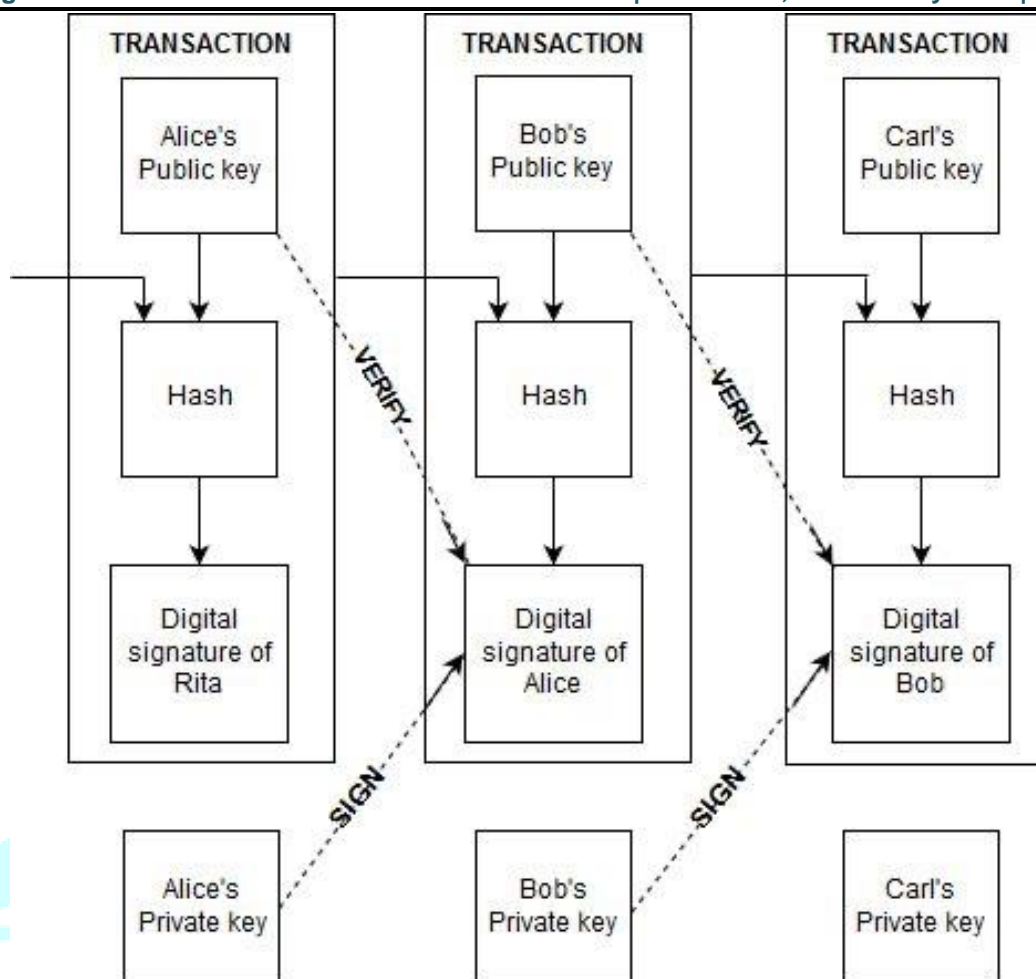 TRANSACTION
Alice's
Public key
Hash
Digital
signature of
Rita
Alice's
Private key
TRANSACTION
Bob's
Public key
Hash
Digital
signature of
Alice
Bob's
Private key
TRANSACTION
Carl's
Public key
Hash
Digital
signature of
Bob
Carl's
Private key
VERIFY
VERIFY
SIGN
SIGN